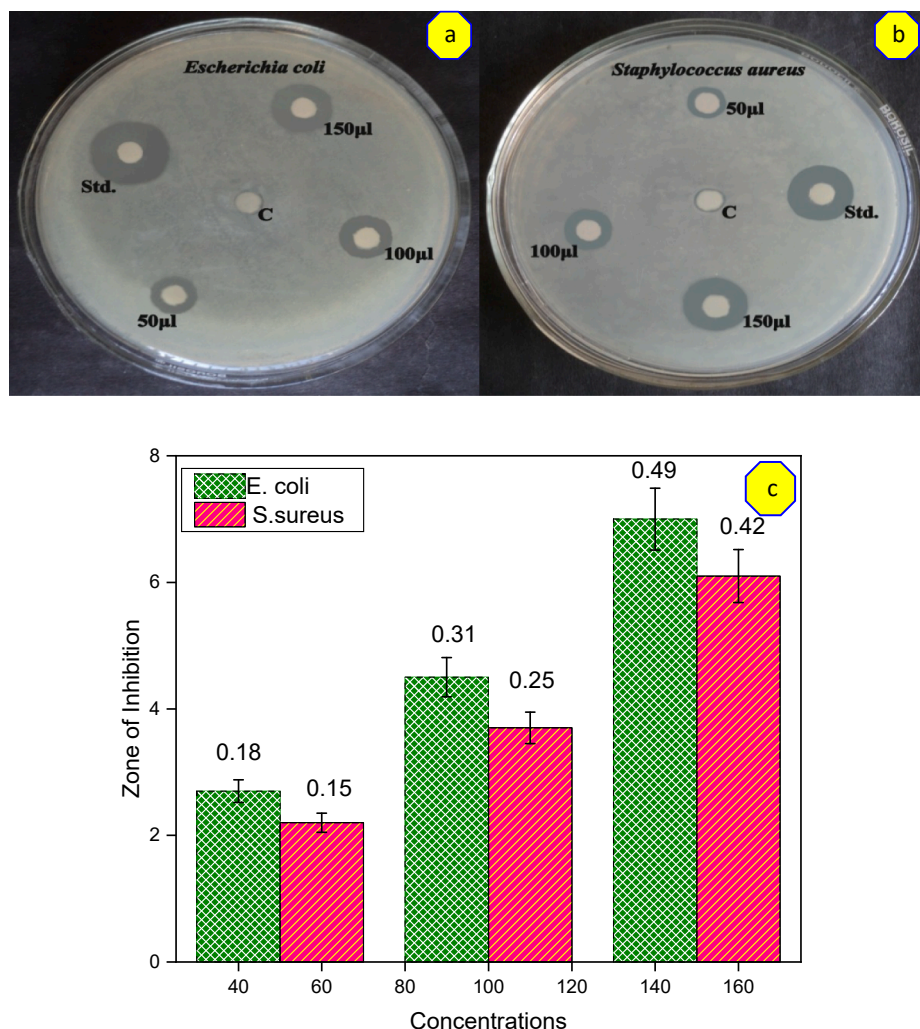 a
Escherichia coli
150µl
Std.
C
100µl
50µl
b
Staphylococcus aureus
50µl
BOROSIL
Std.
C
100µl
150µl
c
E. coli
S.sureus
0.49
0.42
0.31
0.25
0.18
0.15
Zone of Inhibition
8
6
4
2
0
40 60 80 100 120 140 160
Concentrations